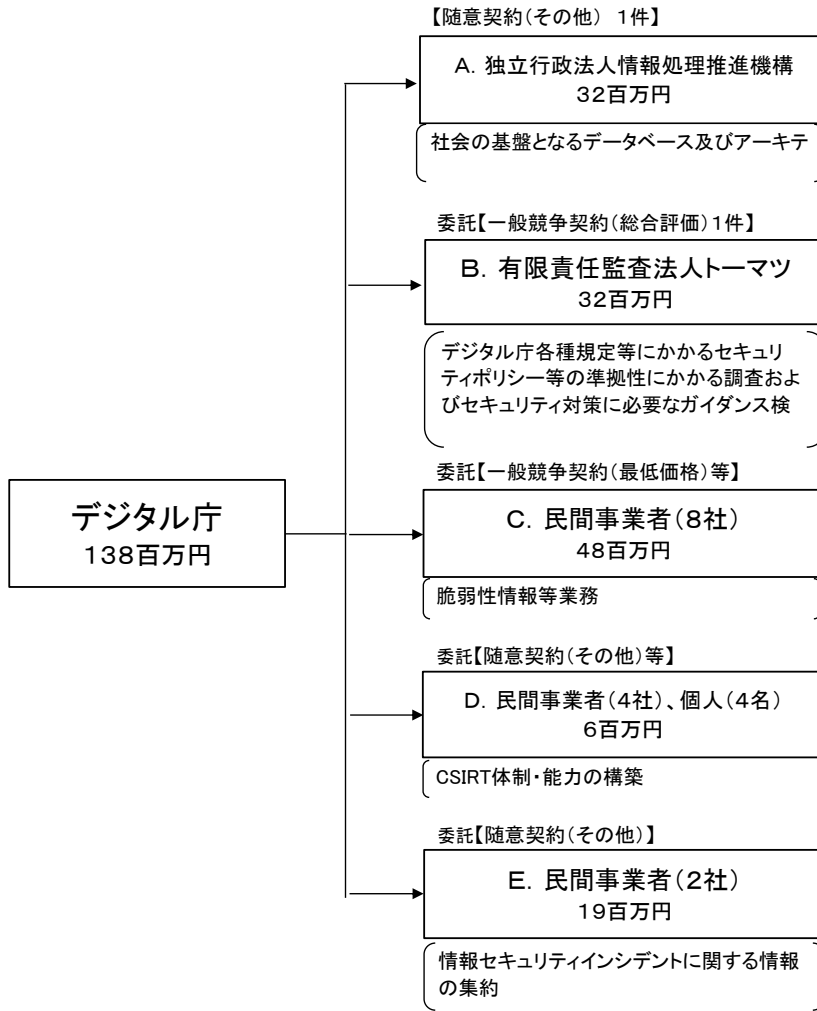 【随意契約(その他) 1件】
A．独立行政法人情報処理推進機構
32百万円
社会の基盤となるデータベース及びアーキテ
委託【一般競争契約(総合評価)1件】
B．有限責任監査法人トーマツ
32百万円
デジタル庁各種規定等にかかるセキュリ
ティポリシー等の準拠性にかかる調査およ
びセキュリティ対策に必要なガイダンス検
委託【一般競争契約(最低価格)等】
デジタル庁
138百万円
C．民間事業者(8社)
48百万円
脆弱性情報等業務
委託【随意契約(その他)等】
D．民間事業者(4社)、個人(4名)
6百万円
CSIRT体制・能力の構築
委託【随意契約(その他)】
E．民間事業者(2社)
19百万円
情報セキュリティインシデントに関する情報
の集約